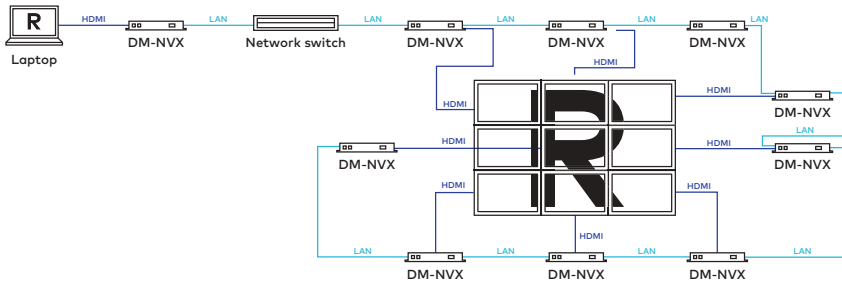 R
HDMI
LAN
LAN
LAN
LAN
LAN
Laptop
DM-NVX
Network switch
DM-NVX
DM-NVX
DM-NVX
HDMI
HDMI
HDMI
HDMI
DM-NVX
R
LAN
HDMI
HDMI
DM-NVX
DM-NVX
HDMI
HDMI
HDMI
LAN
LAN
LAN
LAN
DM-NVX
DM-NVX
DM-NVX